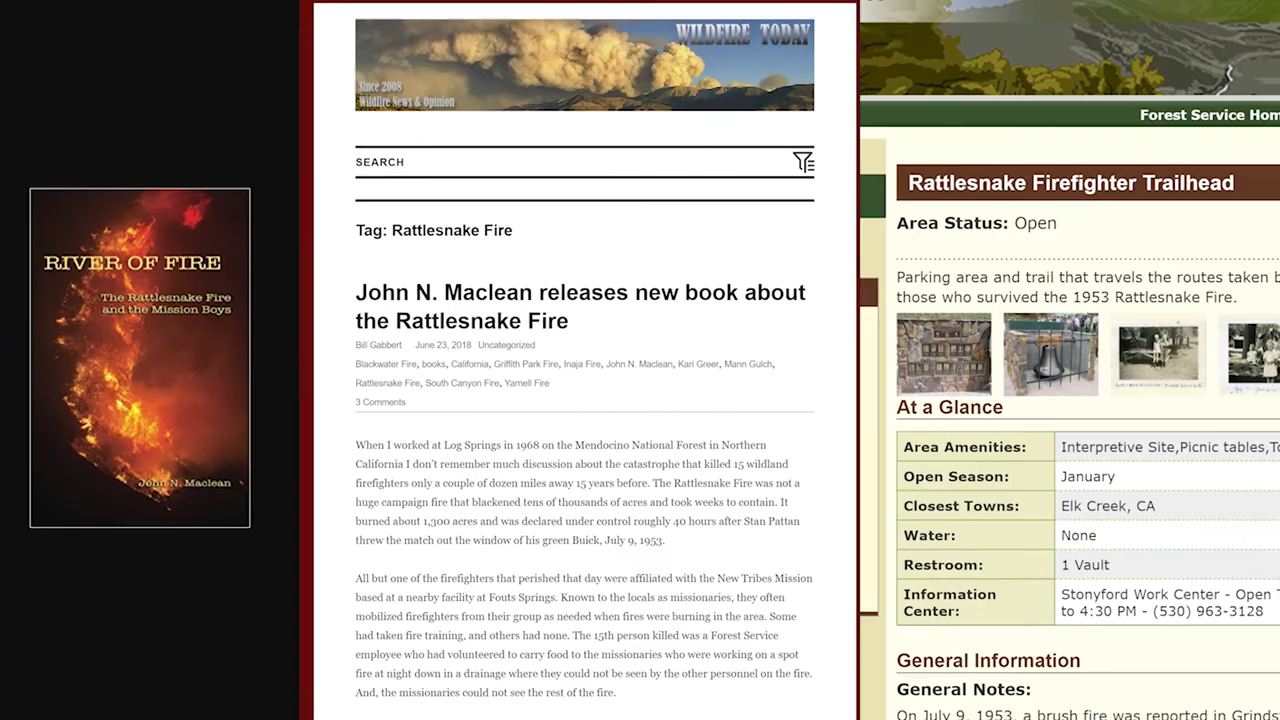 RIVER OF FIRE
The Rattlesnake Fire
and the Mission Boys
John N. Maclean
WILDFIRE TODAY
Since 2008
Wildfire News & Opinion
SEARCH
Tag: Rattlesnake Fire
John N. Maclean releases new book about
the Rattlesnake Fire
Bill Gabbert June 23, 2018 Uncategorized
Blackwater Fire, books, California, Griffith Park Fire, Inaja Fire, John N. Maclean, Kari Greer, Mann Gulch,
Rattlesnake Fire, South Canyon Fire, Yarnell Fire
3 Comments
When I worked at Log Springs in 1968 on the Mendocino National Forest in Northern
California I don't remember much discussion about the catastrophe that killed 15 wildland
firefighters only a couple of dozen miles away 15 years before. The Rattlesnake Fire was not a
huge campaign fire that blackened tens of thousands of acres and took weeks to contain. It
burned about 1,300 acres and was declared under control roughly 40 hours after Stan Pattan
threw the match out the window of his green Buick, July 9, 1953.
All but one of the firefighters that perished that day were affiliated with the New Tribes Mission
based at a nearby facility at Fouts Springs. Known to the locals as missionaries, they often
mobilized firefighters from their group as needed when fires were burning in the area. Some
had taken fire training, and others had none. The 15th person killed was a Forest Service
employee who had volunteered to carry food to the missionaries who were working on a spot
fire at night down in a drainage where they could not be seen by the other personnel on the fire.
And, the missionaries could not see the rest of the fire.
Forest Service Hom
Rattlesnake Firefighter Trailhead
Area Status: Open
Parking area and trail that travels the routes taken b
those who survived the 1953 Rattlesnake Fire.
At a Glance
Area Amenities: Interpretive Site,Picnic tables,To
Open Season: January
Closest Towns: Elk Creek, CA
Water: None
Restroom: 1 Vault
Information Stonyford Work Center - Open T
Center: to 4:30 PM - (530) 963-3128
General Information
General Notes:
On July 9, 1953, a brush fire was reported in Grinds